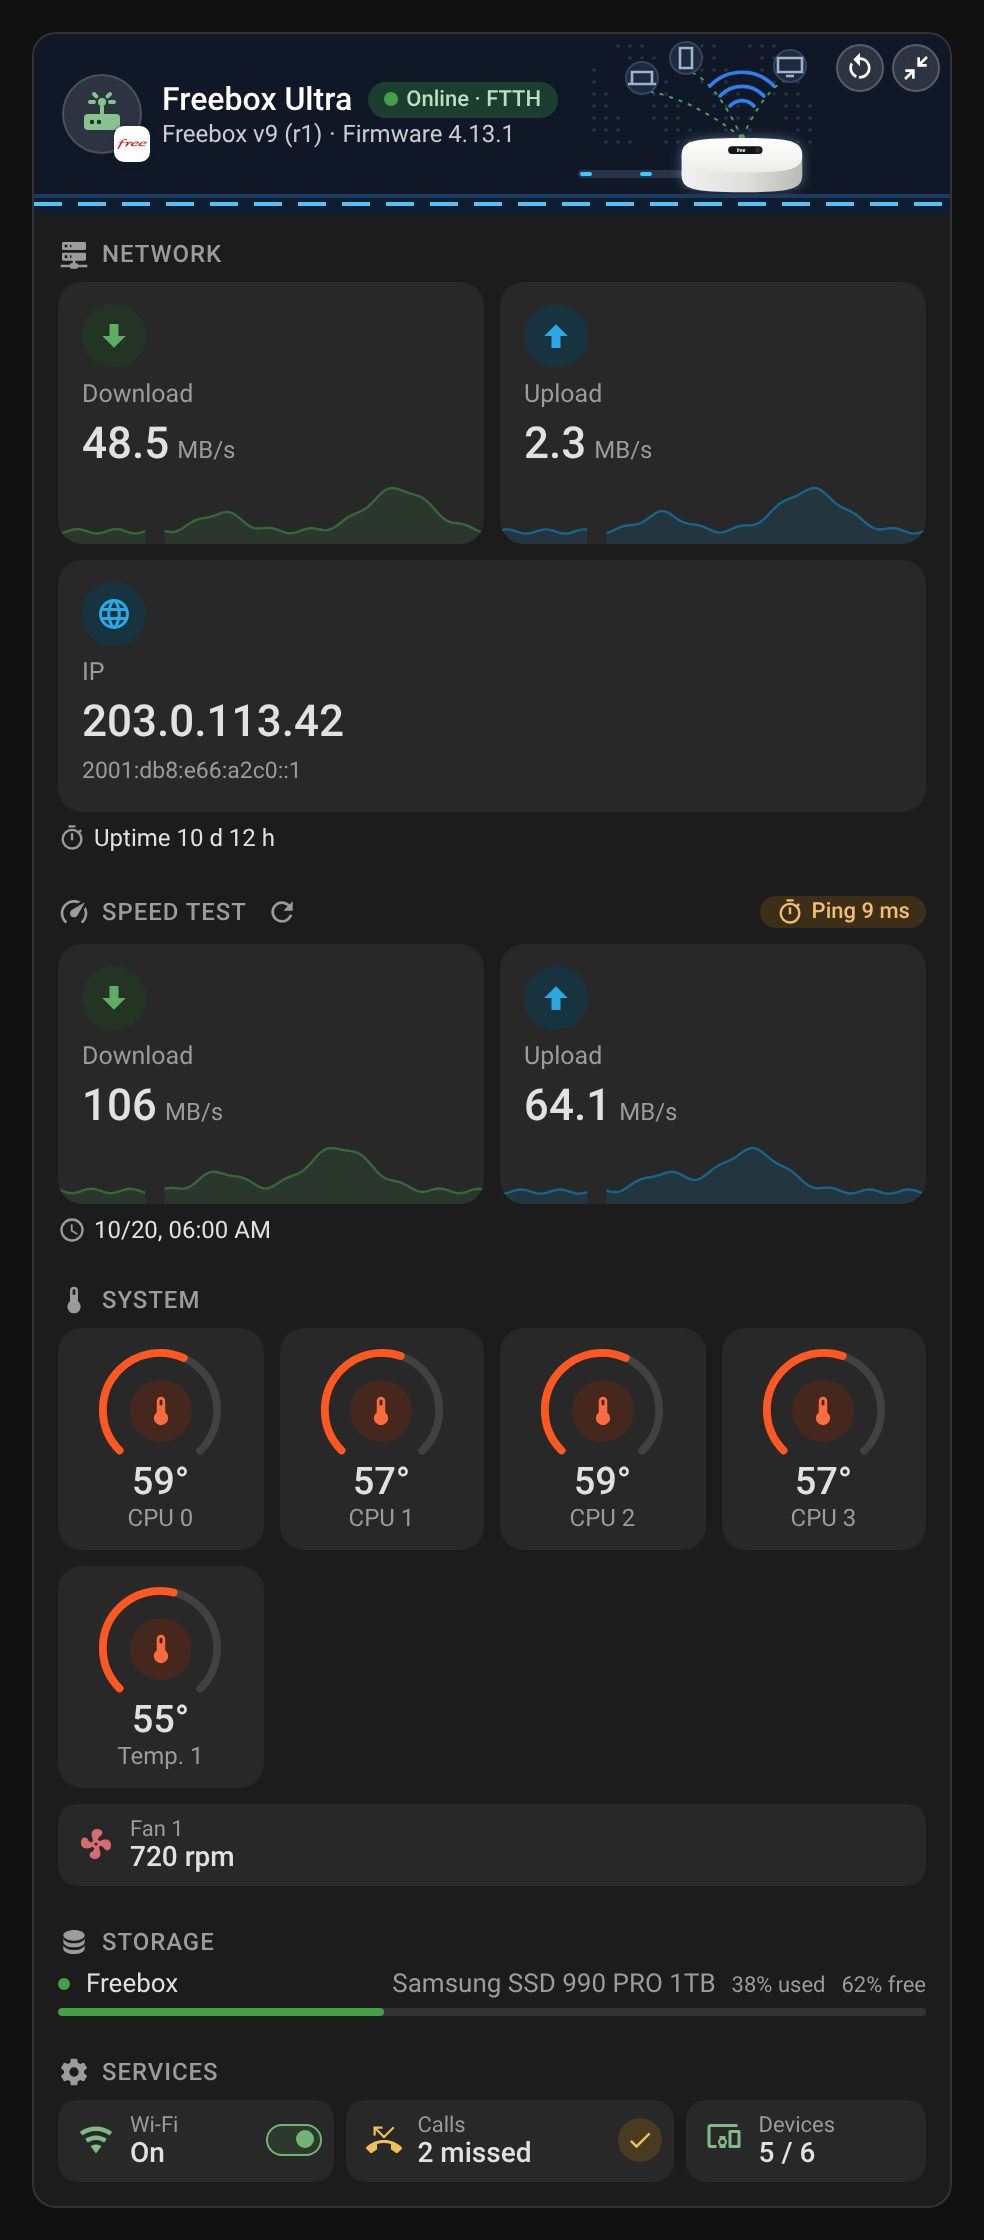 Freebox Ultra
Online · FTTH
free
Freebox v9 (r1) · Firmware 4.13.1
free
NETWORK
Download
48.5 MB/s
Upload
2.3 MB/s
IP
203.0.113.42
2001:db8:e66:a2c0::1
Uptime 10 d 12 h
SPEED TEST
Ping 9 ms
Download
106 MB/s
Upload
64.1 MB/s
10/20, 06:00 AM
SYSTEM
59°
CPU 0
57°
CPU 1
59°
CPU 2
57°
CPU 3
55°
Temp. 1
Fan 1
720 rpm
STORAGE
Freebox Samsung SSD 990 PRO 1TB 38% used 62% free
SERVICES
Wi-Fi
On
Calls
2 missed
Devices
5 / 6